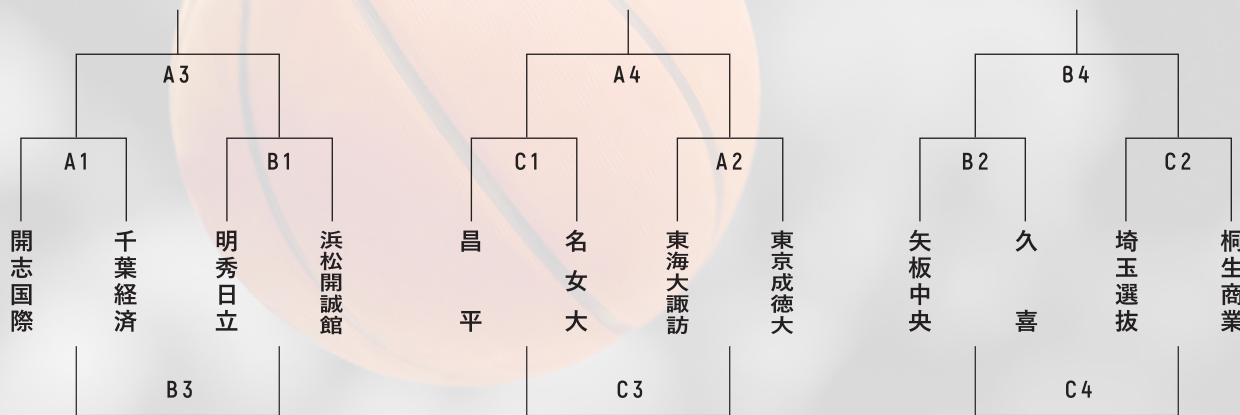 A3 A4 B4
A1 B1 C1 A2 B2 C2
開志国際
千葉経済
明秀日立
浜松開誠館
昌平
名女大
東海大諏訪
東京成徳大
矢板中央
久喜
埼玉選抜
桐生商業
B3 C3 C4